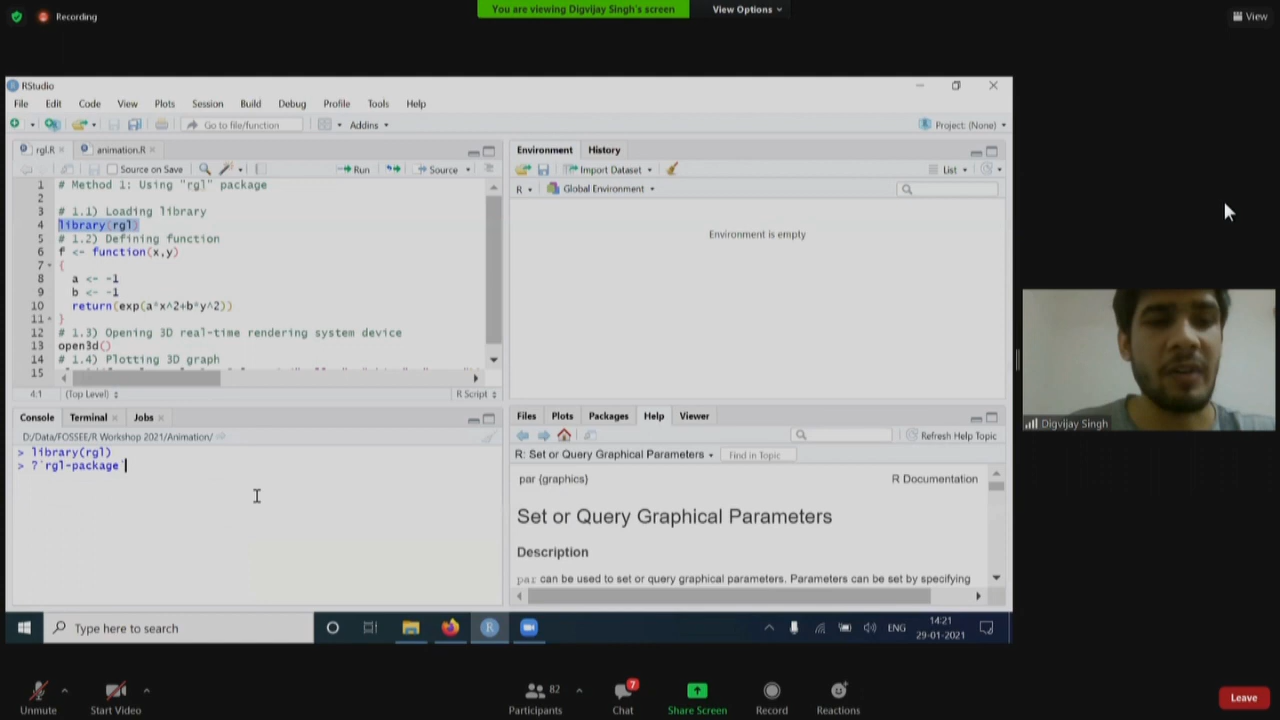 Recording
You are viewing Digvijay Singh's screen
View Options
View
RStudio
File Edit Code View Plots Session Build Debug Profile Tools Help
Go to file/function
Addins
Project: (None)
rgl.R
animation.R
Source on Save
Run
Source
1 # Method 1: Using "rgl" package
2
3 # 1.1) Loading library
4 library(rgl)
5 # 1.2) Defining function
6 f <- function(x,y)
7 {
8 a <- -1
9 b <- -1
10 return(exp(a*x^2+b*y^2))
11 }
12 # 1.3) Opening 3D real-time rendering system device
13 open3d()
14 # 1.4) Plotting 3D graph
15
4:1 (Top Level) R Script
Environment History
Import Dataset
List
R Global Environment
Environment is empty
Console Terminal Jobs
D:/Data/FOSSEE/R Workshop 2021/Animation/
> library(rgl)
> ?`rgl-package`
Files Plots Packages Help Viewer
Refresh Help Topic
R: Set or Query Graphical Parameters
Find in Topic
par {graphics} R Documentation
Set or Query Graphical Parameters
Description
par can be used to set or query graphical parameters. Parameters can be set by specifying
Digvijay Singh
Type here to search
ENG
14:21
29-01-2021
Unmute
Start Video
82
Participants
7
Chat
Share Screen
Record
Reactions
Leave